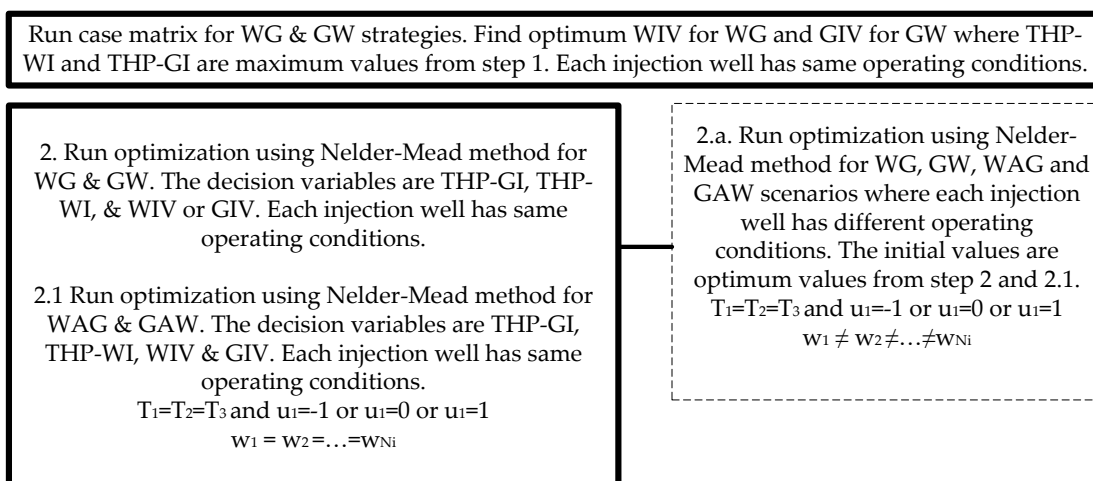 Run case matrix for WG & GW strategies. Find optimum WIV for WG and GIV for GW where THP-
WI and THP-GI are maximum values from step 1. Each injection well has same operating conditions.
2. Run optimization using Nelder-Mead method for
WG & GW. The decision variables are THP-GI, THP-
WI, & WIV or GIV. Each injection well has same
operating conditions.
2.1 Run optimization using Nelder-Mead method for
WAG & GAW. The decision variables are THP-GI,
THP-WI, WIV & GIV. Each injection well has same
operating conditions.
T₁=T₂=T₃ and u₁=-1 or u₁=0 or u₁=1
w₁ = w₂ =…=wNi
2.a. Run optimization using Nelder-
Mead method for WG, GW, WAG and
GAW scenarios where each injection
well has different operating
conditions. The initial values are
optimum values from step 2 and 2.1.
T₁=T₂=T₃ and u₁=-1 or u₁=0 or u₁=1
w₁ ≠ w₂ ≠…≠wNi